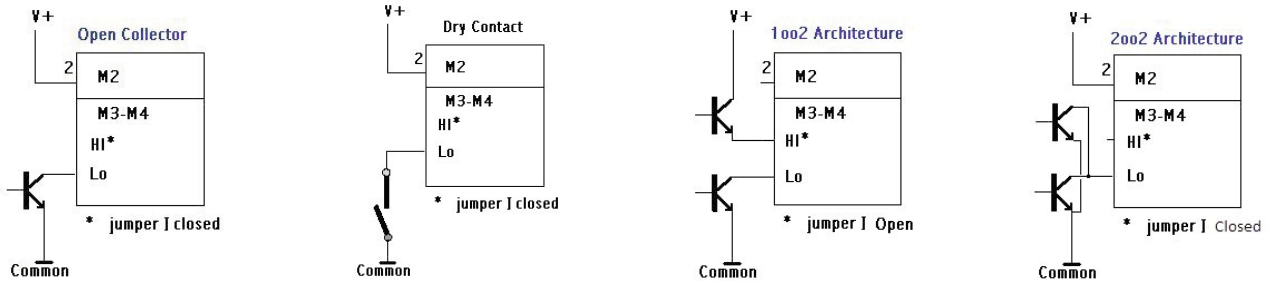 V+
Open Collector
2
M2
M3-M4
HI*
Lo
* jumper J closed
Common
V+
Dry Contact
2
M2
M3-M4
HI*
Lo
* jumper J closed
Common
V+
1oo2 Architecture
2
M2
M3-M4
HI*
Lo
* jumper J Open
Common
V+
2oo2 Architecture
2
M2
M3-M4
HI*
Lo
* jumper J Closed
Common